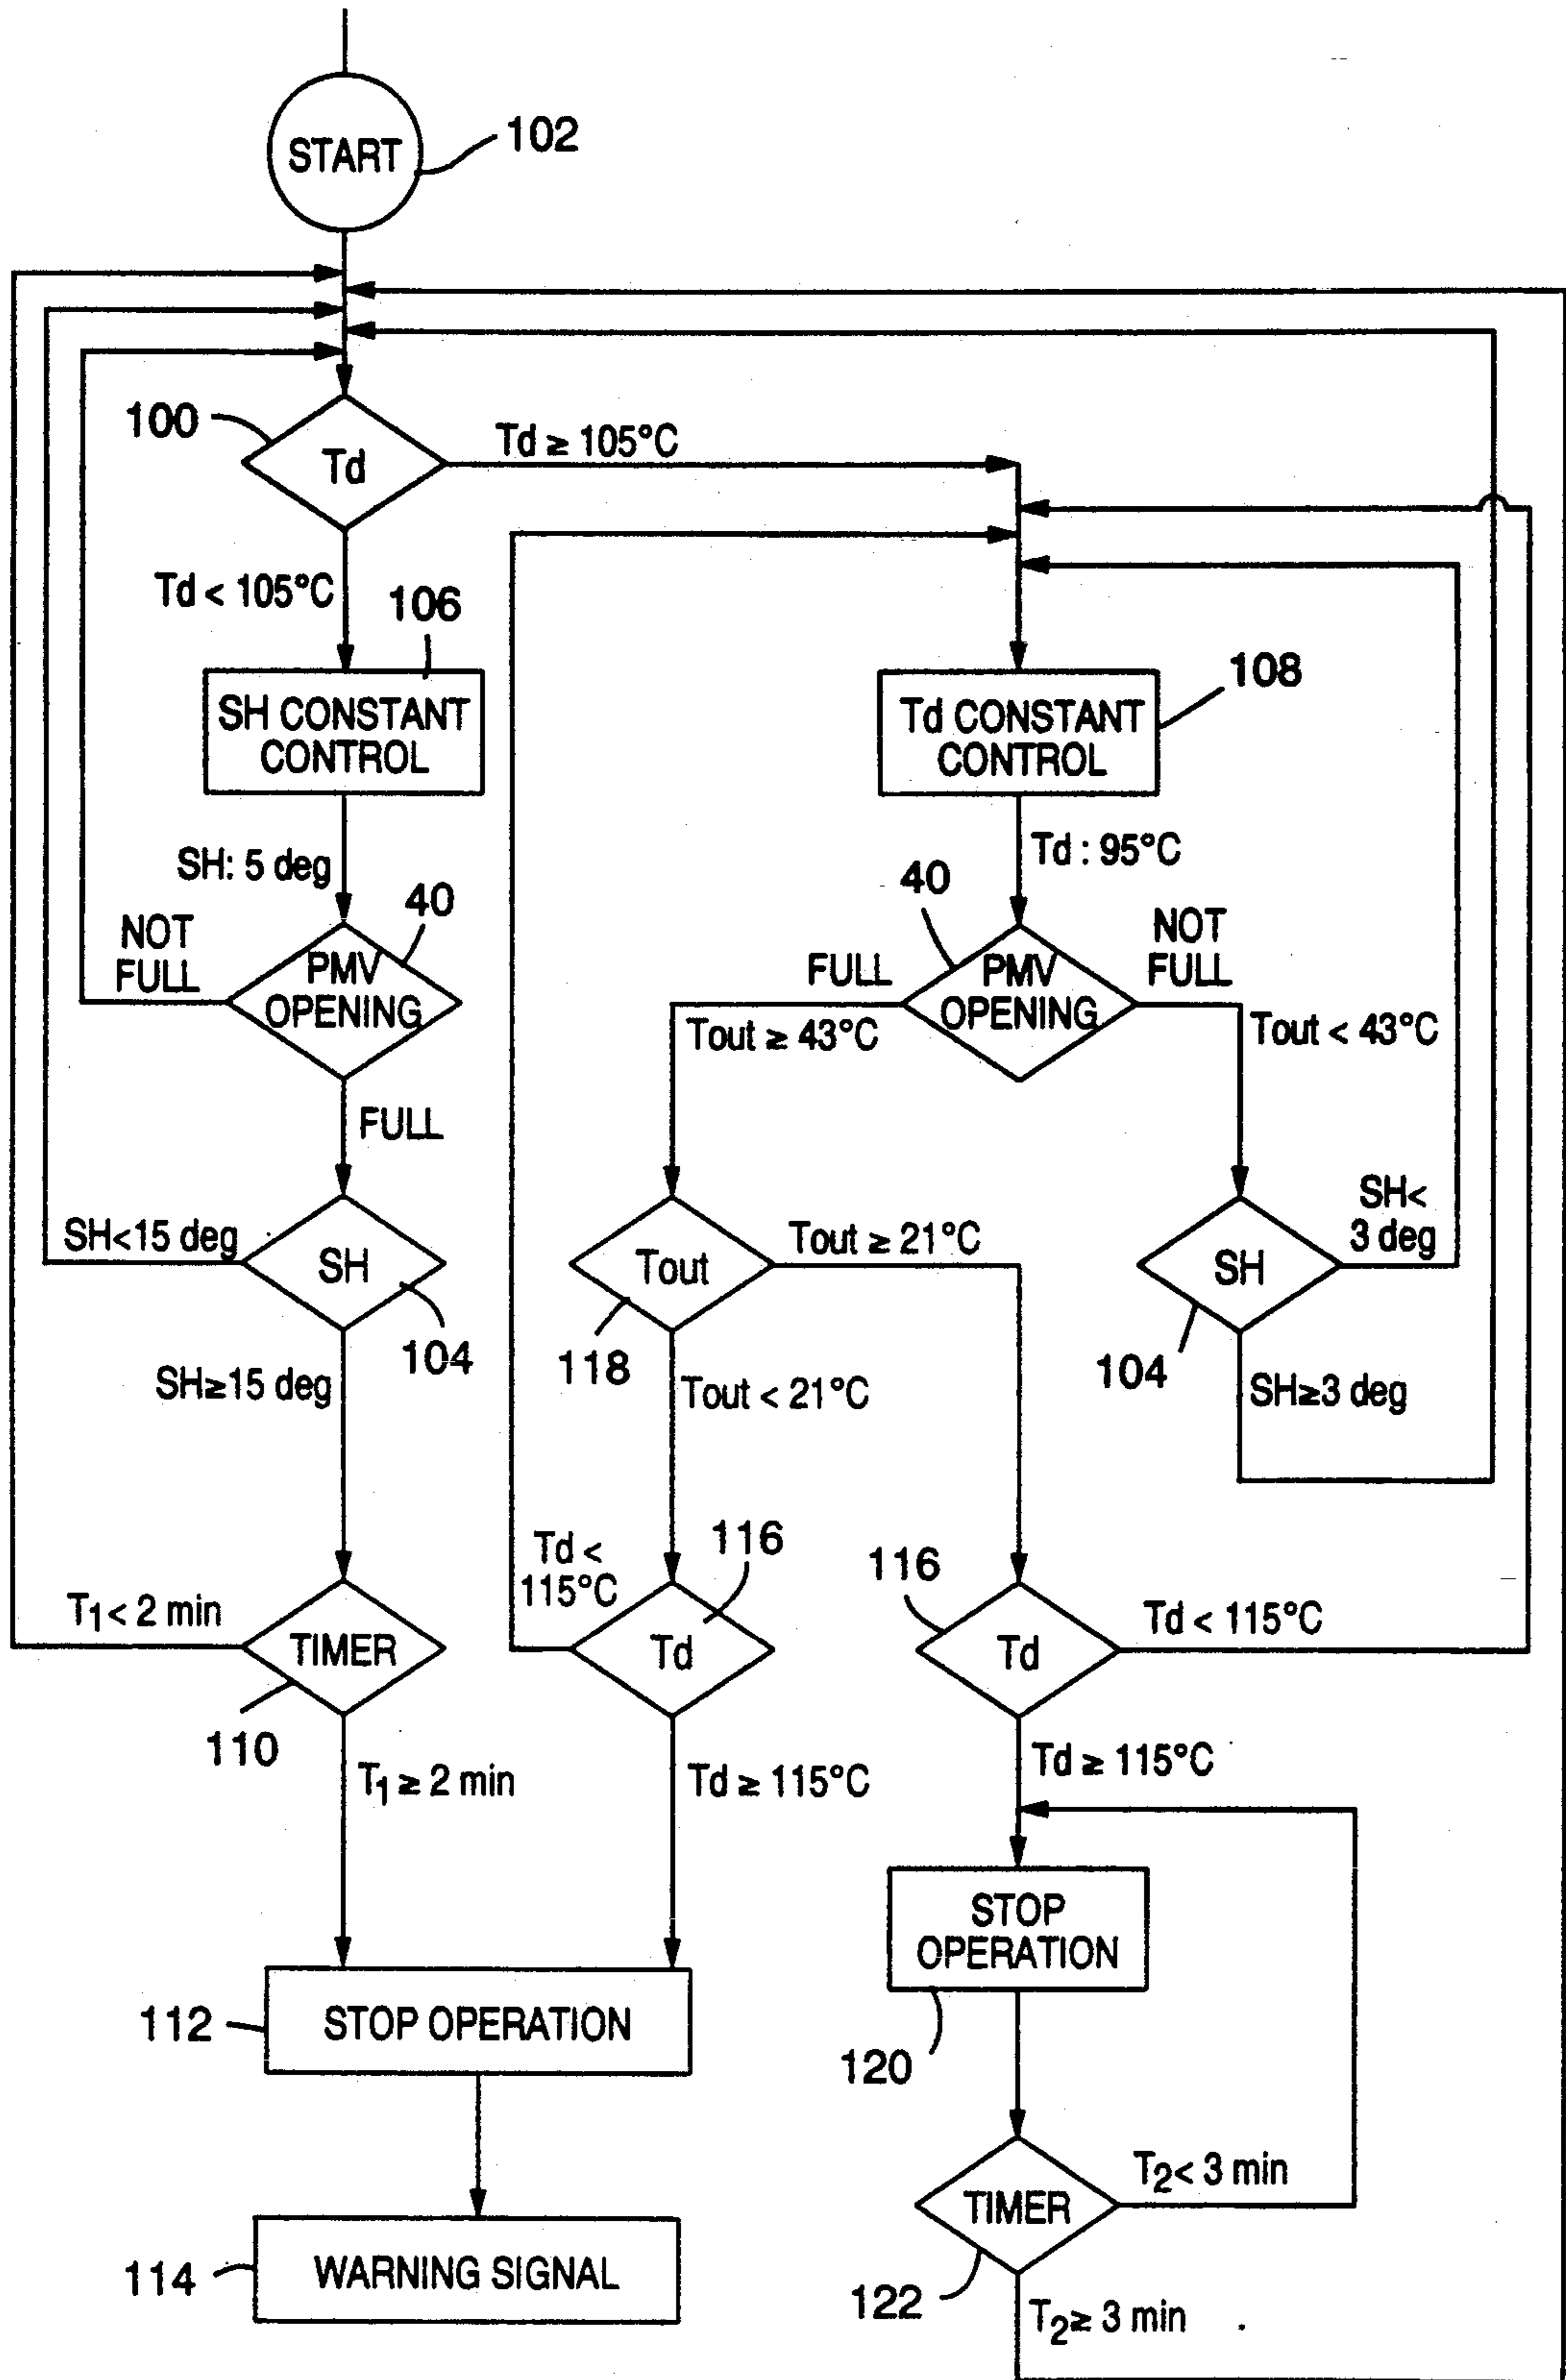 START
102
100
Td
Td ≥ 105°C
Td < 105°C
106
SH CONSTANT
CONTROL
108
Td CONSTANT
CONTROL
SH: 5 deg
Td : 95°C
40
NOT
FULL
PMV
OPENING
40
FULL
PMV
OPENING
NOT
FULL
Tout ≥ 43°C
Tout < 43°C
FULL
SH<15 deg
SH
104
Tout
118
Tout ≥ 21°C
SH
104
SH<
3 deg
SH≥15 deg
Tout < 21°C
SH≥3 deg
T1 < 2 min
TIMER
110
Td <
115°C
116
Td
116
Td
Td < 115°C
T1 ≥ 2 min
Td ≥ 115°C
Td ≥ 115°C
STOP
OPERATION
120
112
STOP OPERATION
T2< 3 min
TIMER
122
114
WARNING SIGNAL
T2≥ 3 min